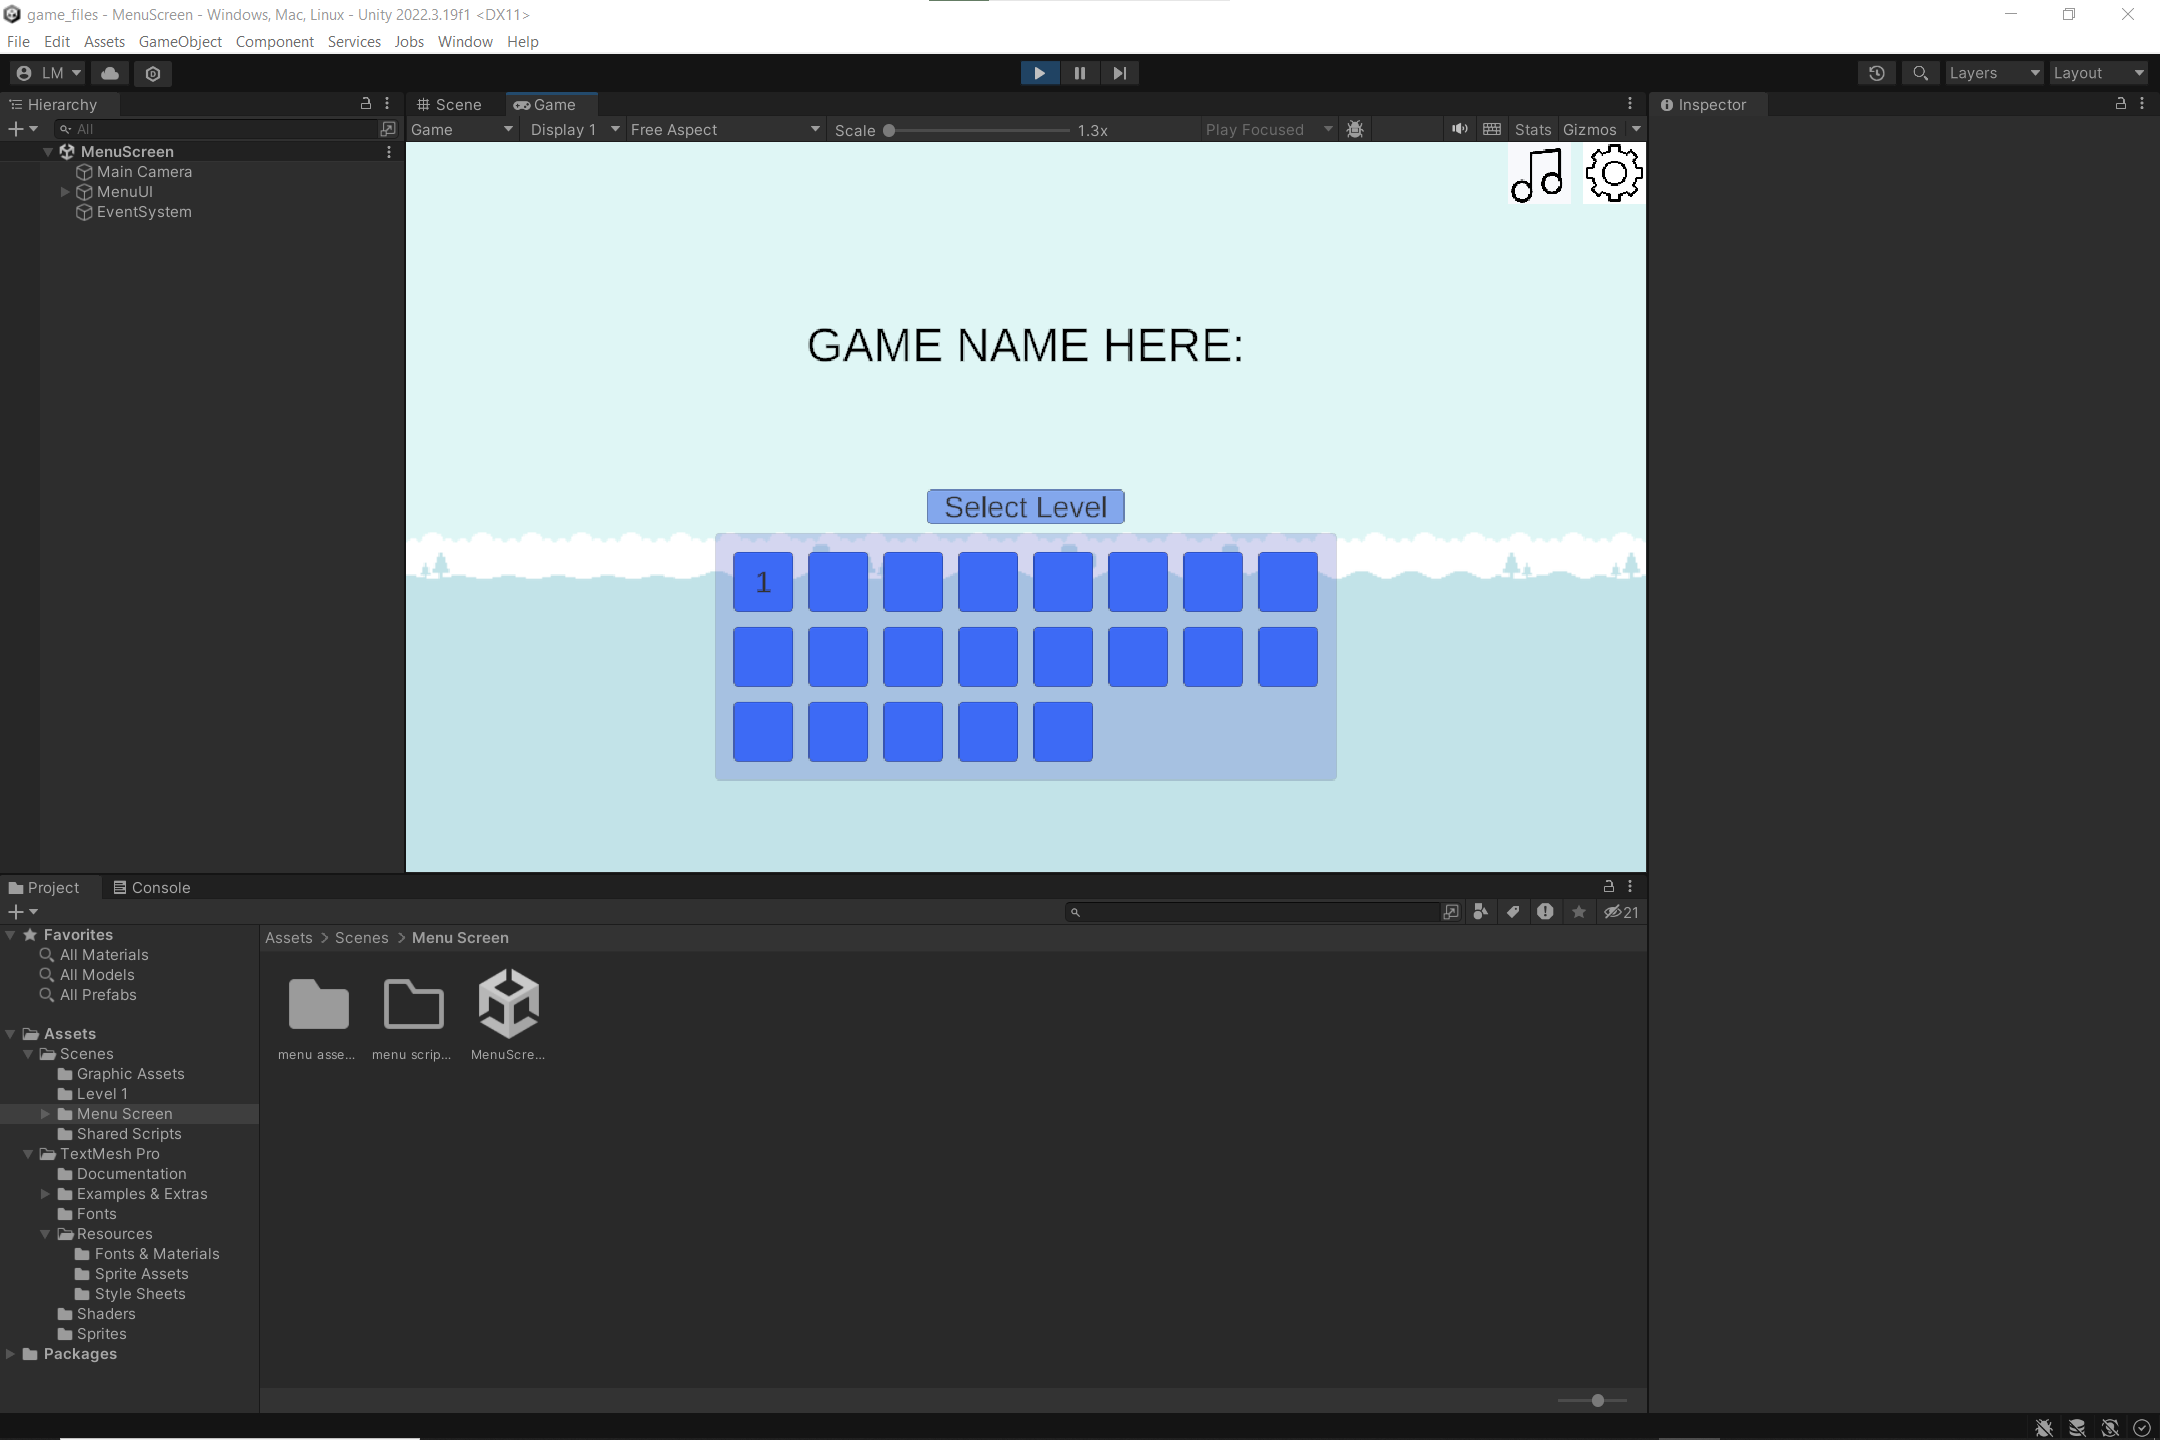 game_files - MenuScreen - Windows, Mac, Linux - Unity 2022.3.19f1 <DX11>
File Edit Assets GameObject Component Services Jobs Window Help
LM
Layers
Layout
Hierarchy
Scene
Game
Inspector
All
Game
Display 1
Free Aspect
Scale
1.3x
Play Focused
Stats
Gizmos
MenuScreen
Main Camera
MenuUI
EventSystem
GAME NAME HERE:
Select Level
1
Project
Console
21
Favorites
All Materials
All Models
All Prefabs
Assets
Scenes
Graphic Assets
Level 1
Menu Screen
Shared Scripts
TextMesh Pro
Documentation
Examples & Extras
Fonts
Resources
Fonts & Materials
Sprite Assets
Style Sheets
Shaders
Sprites
Packages
Assets > Scenes > Menu Screen
menu asse...
menu scrip...
MenuScre...